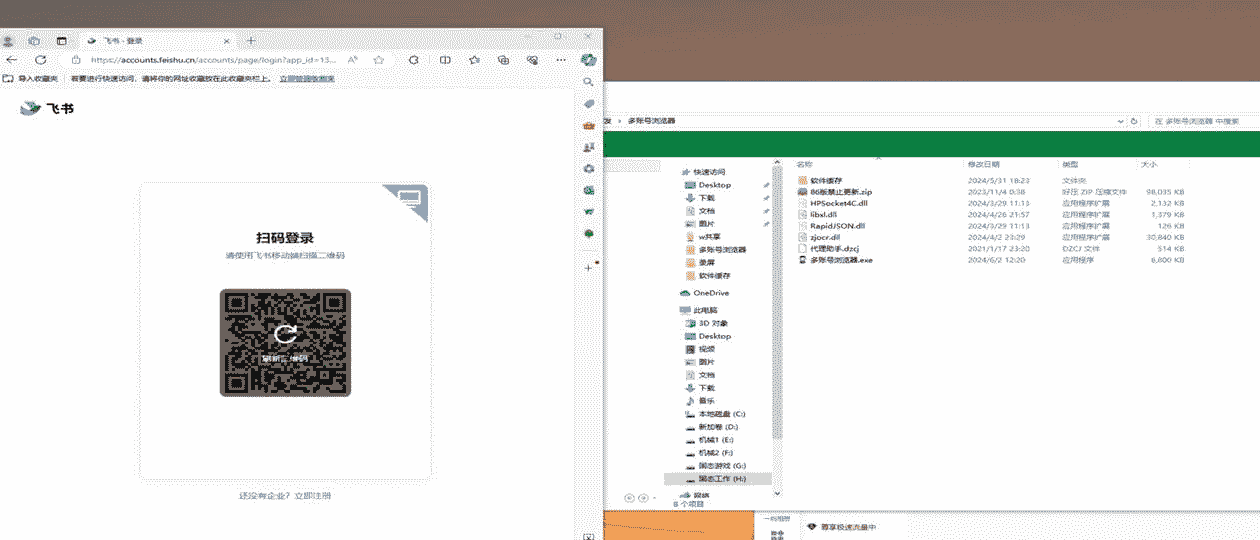 飞书 - 登录
https://accounts.feishu.cn/accounts/page/login?app_id=13...
导入收藏夹 若要进行快速访问，请将你的网址收藏放在此收藏夹栏上。 立即管理收藏夹
飞书
扫码登录
请使用飞书移动端扫描二维码
刷新二维码
还没有企业？立即注册
发 › 多账号浏览器
在 多账号浏览器 中搜索
快速访问
Desktop
下载
文档
图片
w共享
多账号浏览器
录屏
软件缓存
OneDrive
此电脑
3D 对象
Desktop
视频
图片
文档
下载
音乐
本地磁盘 (C:)
新加卷 (D:)
机械1 (E:)
机械2 (F:)
固态游戏 (G:)
固态工作 (H:)
网络
8 个项目
名称 修改日期 类型 大小
软件缓存 2024/5/31 18:23 文件夹
86版禁止更新.zip 2023/11/4 0:38 好压 ZIP 压缩文件 98,035 KB
HPSocket4C.dll 2024/3/29 11:13 应用程序扩展 2,132 KB
libxl.dll 2024/4/26 21:57 应用程序扩展 1,379 KB
RapidJSON.dll 2024/3/29 11:13 应用程序扩展 126 KB
zjocr.dll 2024/4/2 23:29 应用程序扩展 30,840 KB
代理助手.dzcj 2021/1/17 23:20 DZCJ 文件 514 KB
多账号浏览器.exe 2024/6/2 12:20 应用程序 6,800 KB
尊享极速流量中